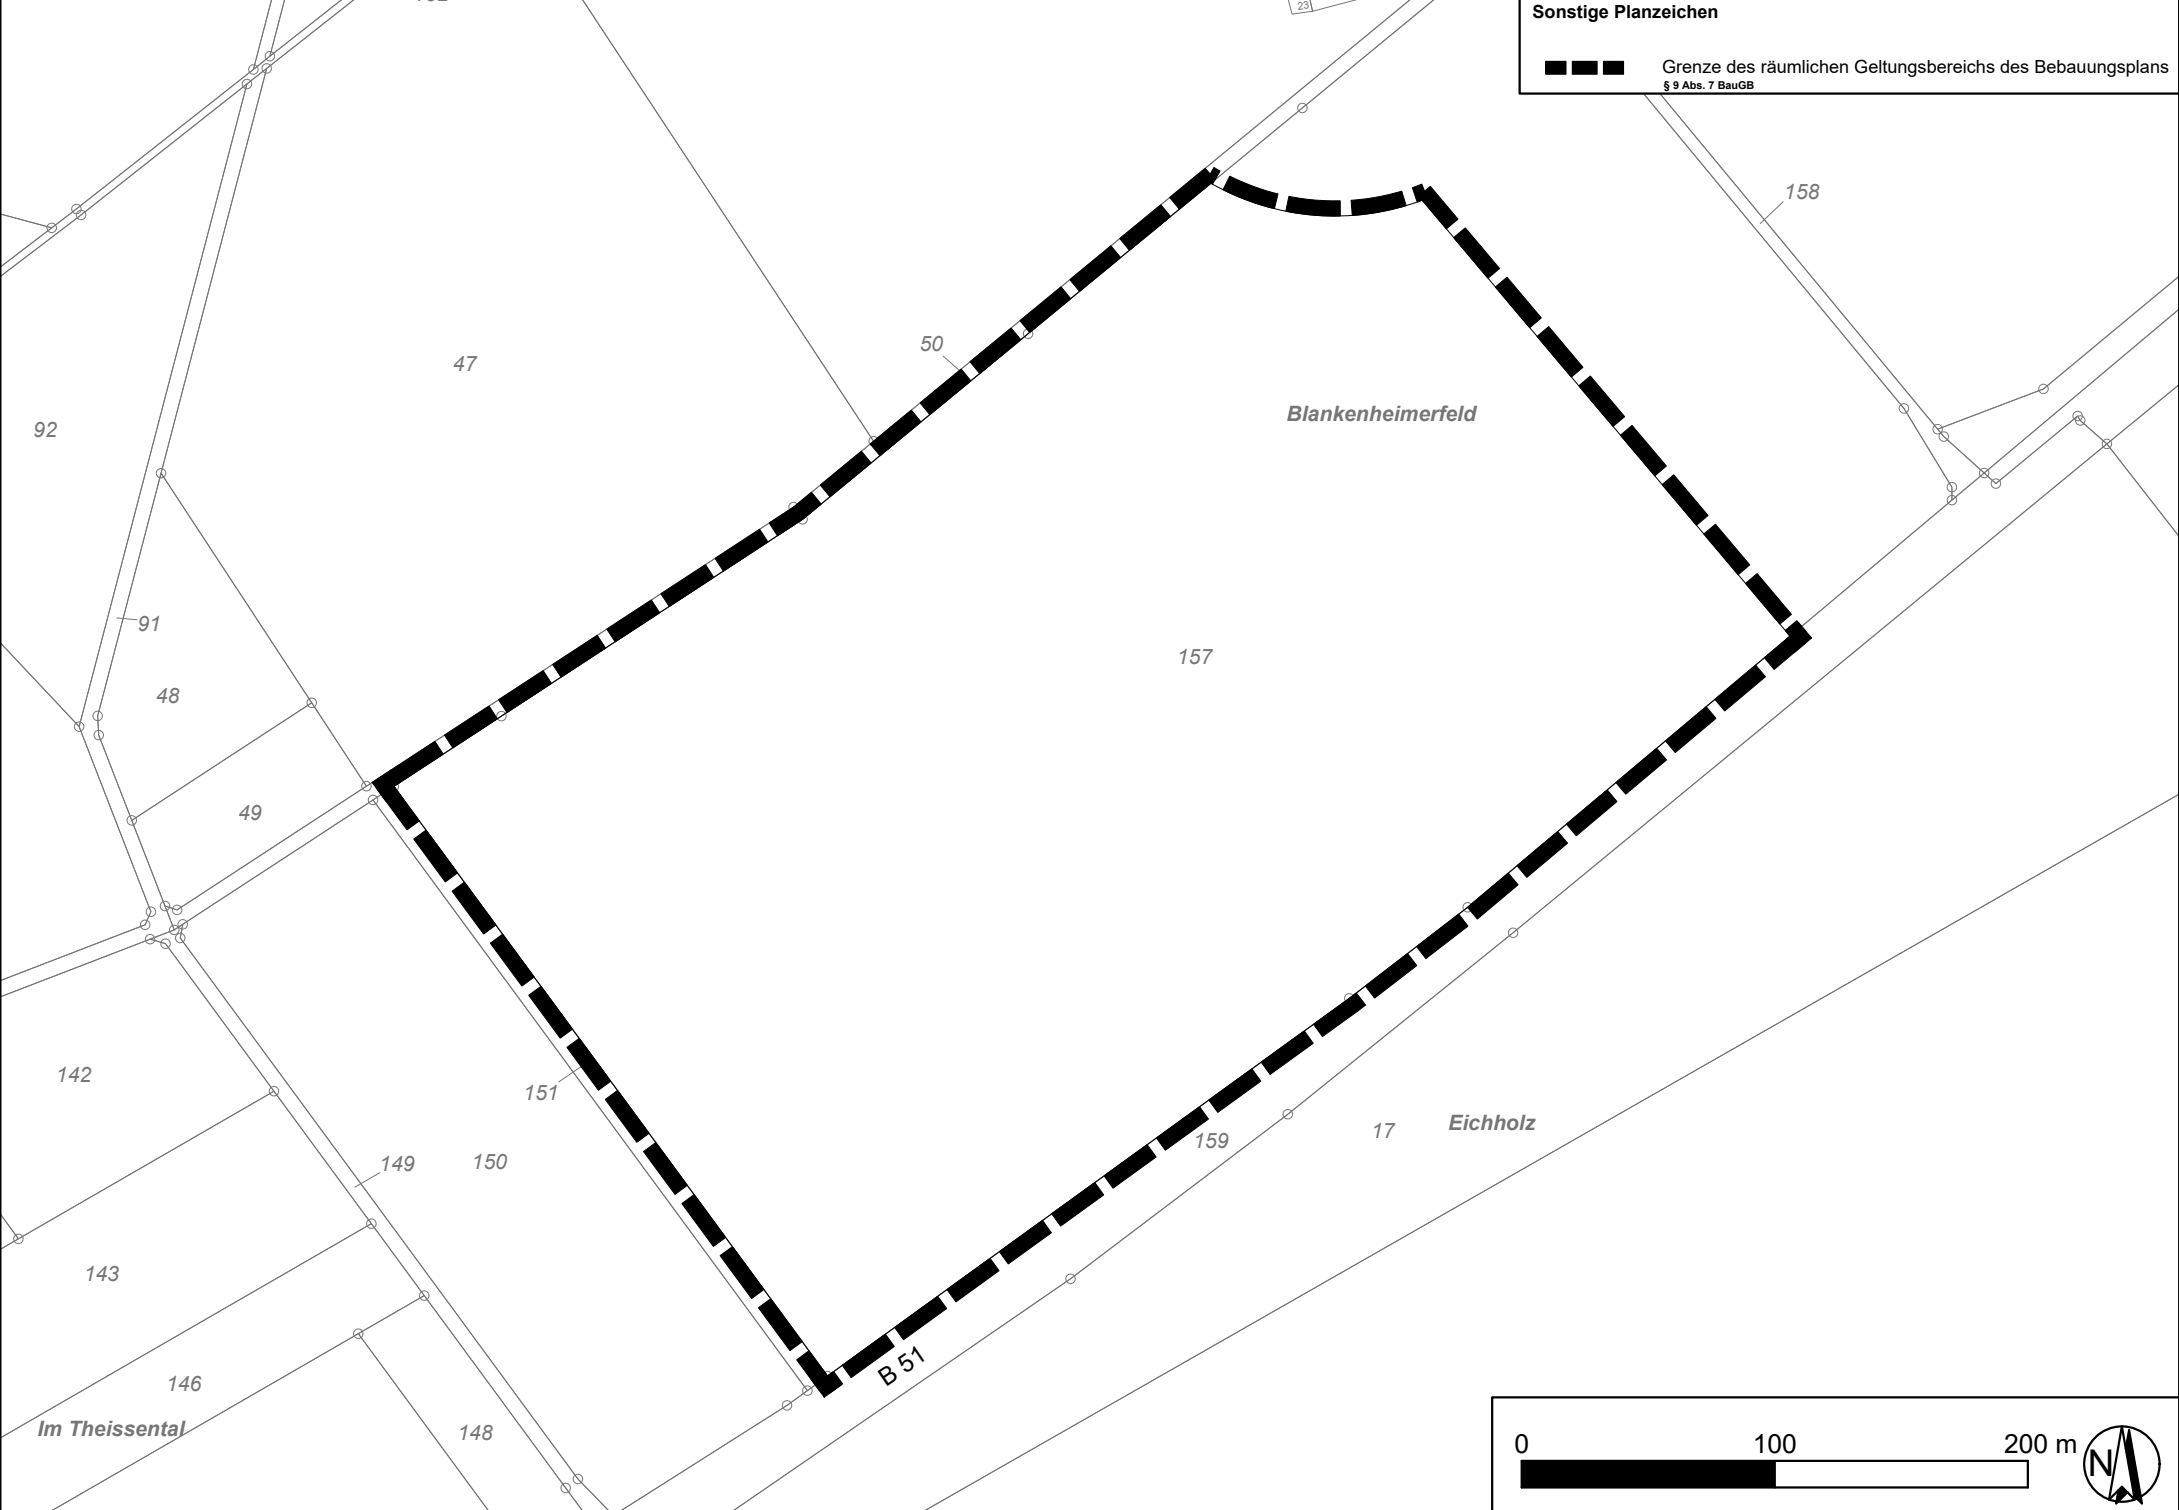 23
Sonstige Planzeichen
Grenze des räumlichen Geltungsbereichs des Bebauungsplans
§ 9 Abs. 7 BauGB
158
50
47
Blankenheimerfeld
92
91
157
48
49
142
151
17
Eichholz
159
149
150
143
146
Im Theissental
148
B 51
0
100
200 m
N